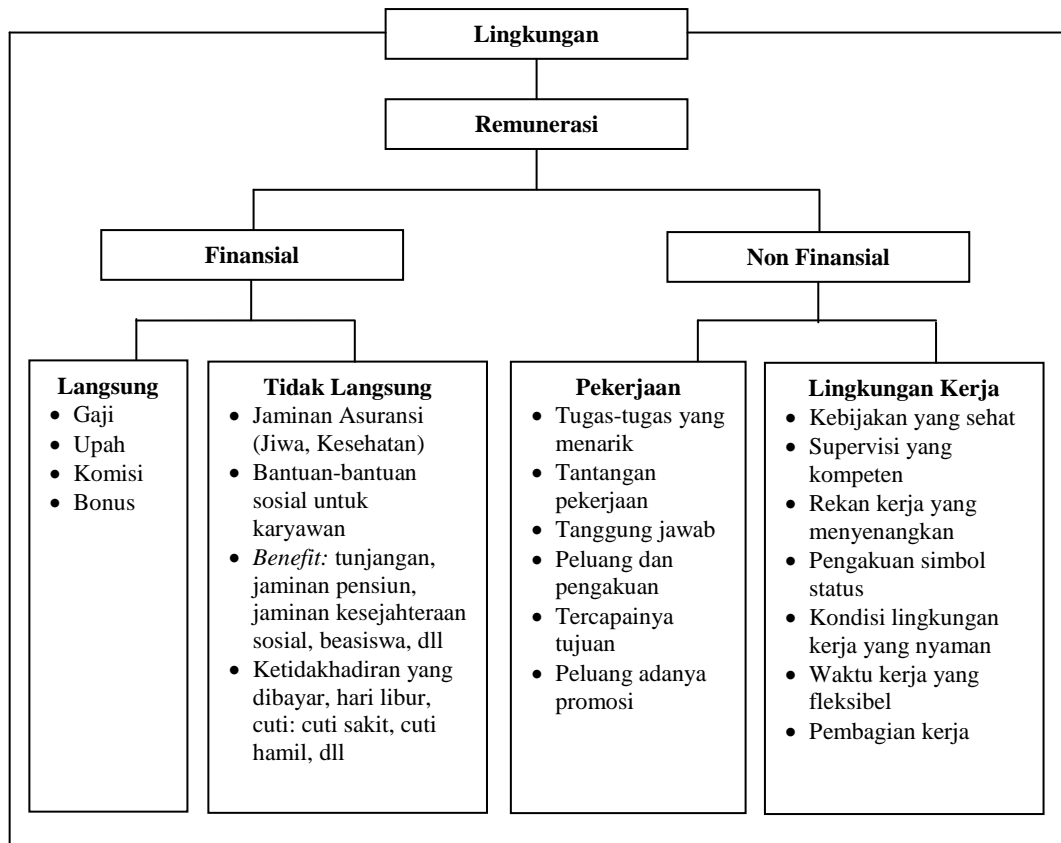 Lingkungan
Remunerasi
Finansial
Non Finansial
Langsung
• Gaji
• Upah
• Komisi
• Bonus
Tidak Langsung
• Jaminan Asuransi
(Jiwa, Kesehatan)
• Bantuan-bantuan
sosial untuk
karyawan
• Benefit: tunjangan,
jaminan pensiun,
jaminan kesejahteraan
sosial, beasiswa, dll
• Ketidakhadiran yang
dibayar, hari libur,
cuti: cuti sakit, cuti
hamil, dll
Pekerjaan
• Tugas-tugas yang
menarik
• Tantangan
pekerjaan
• Tanggung jawab
• Peluang dan
pengakuan
• Tercapainya
tujuan
• Peluang adanya
promosi
Lingkungan Kerja
• Kebijakan yang sehat
• Supervisi yang
kompeten
• Rekan kerja yang
menyenangkan
• Pengakuan simbol
status
• Kondisi lingkungan
kerja yang nyaman
• Waktu kerja yang
fleksibel
• Pembagian kerja